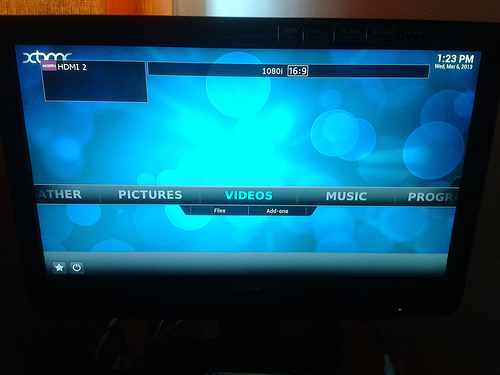 xbmc
HDMI HDMI 2
1080i 16:9
1:23 PM
Wed, Mar 6, 2013
ATHER PICTURES VIDEOS MUSIC PROGR
Files Add-ons